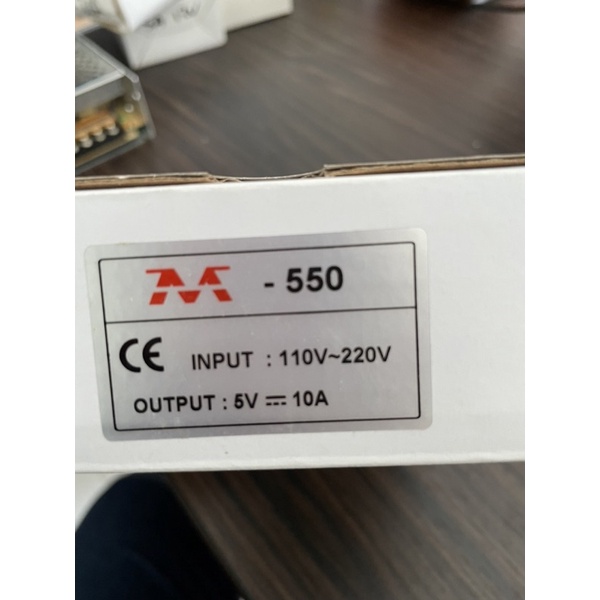 - 550
CE INPUT : 110V~220V
OUTPUT : 5V ⎓ 10A